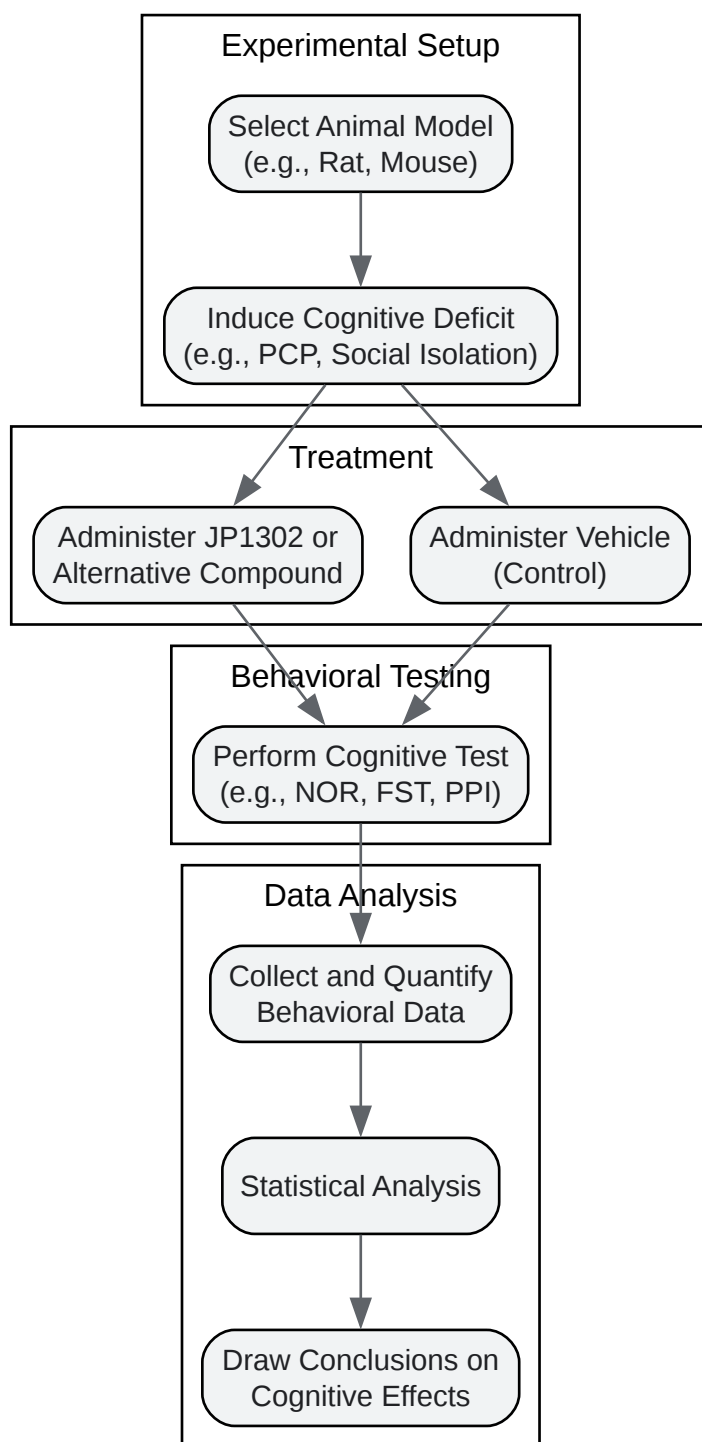 Experimental Setup
Select Animal Model
(e.g., Rat, Mouse)
Induce Cognitive Deficit
(e.g., PCP, Social Isolation)
Treatment
Administer JP1302 or
Alternative Compound
Administer Vehicle
(Control)
Behavioral Testing
Perform Cognitive Test
(e.g., NOR, FST, PPI)
Data Analysis
Collect and Quantify
Behavioral Data
Statistical Analysis
Draw Conclusions on
Cognitive Effects